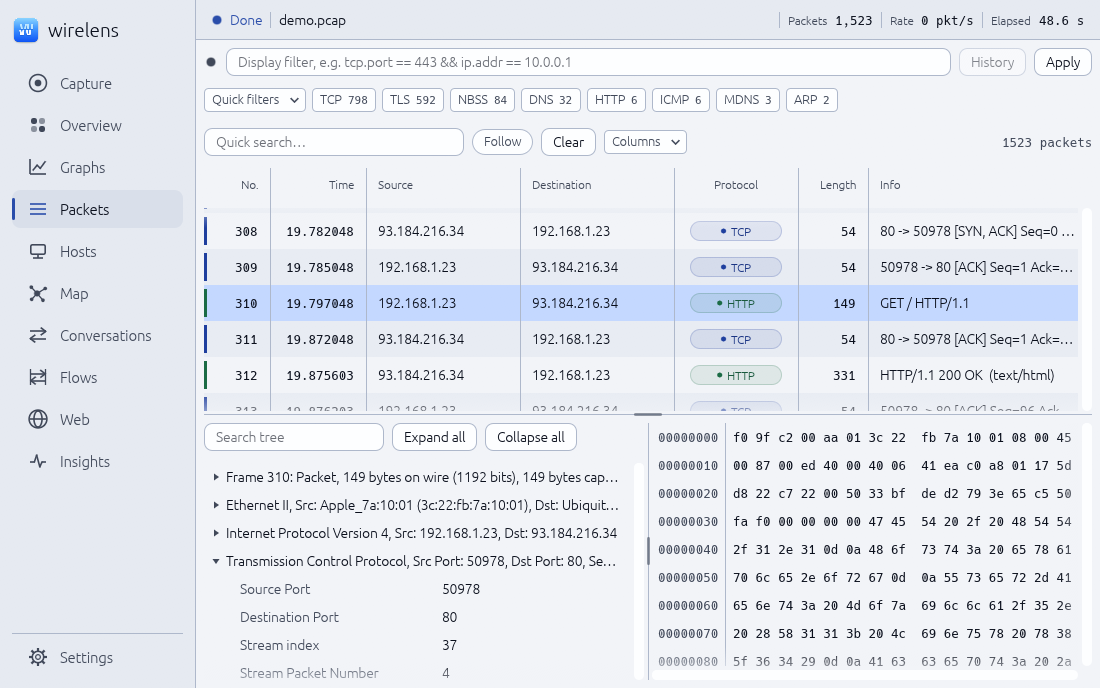 wirelens
Capture
Overview
Graphs
Packets
Hosts
Map
Conversations
Flows
Web
Insights
Settings
Done demo.pcap Packets 1,523 Rate 0 pkt/s Elapsed 48.6 s
Display filter, e.g. tcp.port == 443 && ip.addr == 10.0.0.1 History Apply
Quick filters TCP 798 TLS 592 NBSS 84 DNS 32 HTTP 6 ICMP 6 MDNS 3 ARP 2
Quick search... Follow Clear Columns 1523 packets
No. Time Source Destination Protocol Length Info
308 19.782048 93.184.216.34 192.168.1.23 TCP 54 80 -> 50978 [SYN, ACK] Seq=0 ...
309 19.785048 192.168.1.23 93.184.216.34 TCP 54 50978 -> 80 [ACK] Seq=1 Ack=...
310 19.797048 192.168.1.23 93.184.216.34 HTTP 149 GET / HTTP/1.1
311 19.872048 192.168.1.23 93.184.216.34 TCP 54 80 -> 50978 [ACK] Seq=1 Ack=...
312 19.875603 93.184.216.34 192.168.1.23 HTTP 331 HTTP/1.1 200 OK (text/html)
313 19.876203 192.168.1.23 93.184.216.34 TCP 54 50978 -> 80 [ACK] Seq=96 Ack...
Search tree Expand all Collapse all
Frame 310: Packet, 149 bytes on wire (1192 bits), 149 bytes cap...
Ethernet II, Src: Apple_7a:10:01 (3c:22:fb:7a:10:01), Dst: Ubiquit...
Internet Protocol Version 4, Src: 192.168.1.23, Dst: 93.184.216.34
Transmission Control Protocol, Src Port: 50978, Dst Port: 80, Se...
Source Port 50978
Destination Port 80
Stream index 37
Stream Packet Number 4
00000000 f0 9f c2 00 aa 01 3c 22 fb 7a 10 01 08 00 45
00000010 00 87 00 ed 40 00 40 06 41 ea c0 a8 01 17 5d
00000020 d8 22 c7 22 00 50 33 bf de d2 79 3e 65 c5 50
00000030 fa f0 00 00 00 00 47 45 54 20 2f 20 48 54 54
00000040 2f 31 2e 31 0d 0a 48 6f 73 74 3a 20 65 78 61
00000050 70 6c 65 2e 6f 72 67 0d 0a 55 73 65 72 2d 41
00000060 65 6e 74 3a 20 4d 6f 7a 69 6c 6c 61 2f 35 2e
00000070 20 28 58 31 31 3b 20 4c 69 6e 75 78 20 78 38
00000080 5f 36 34 29 0d 0a 41 63 63 65 70 74 3a 20 2a